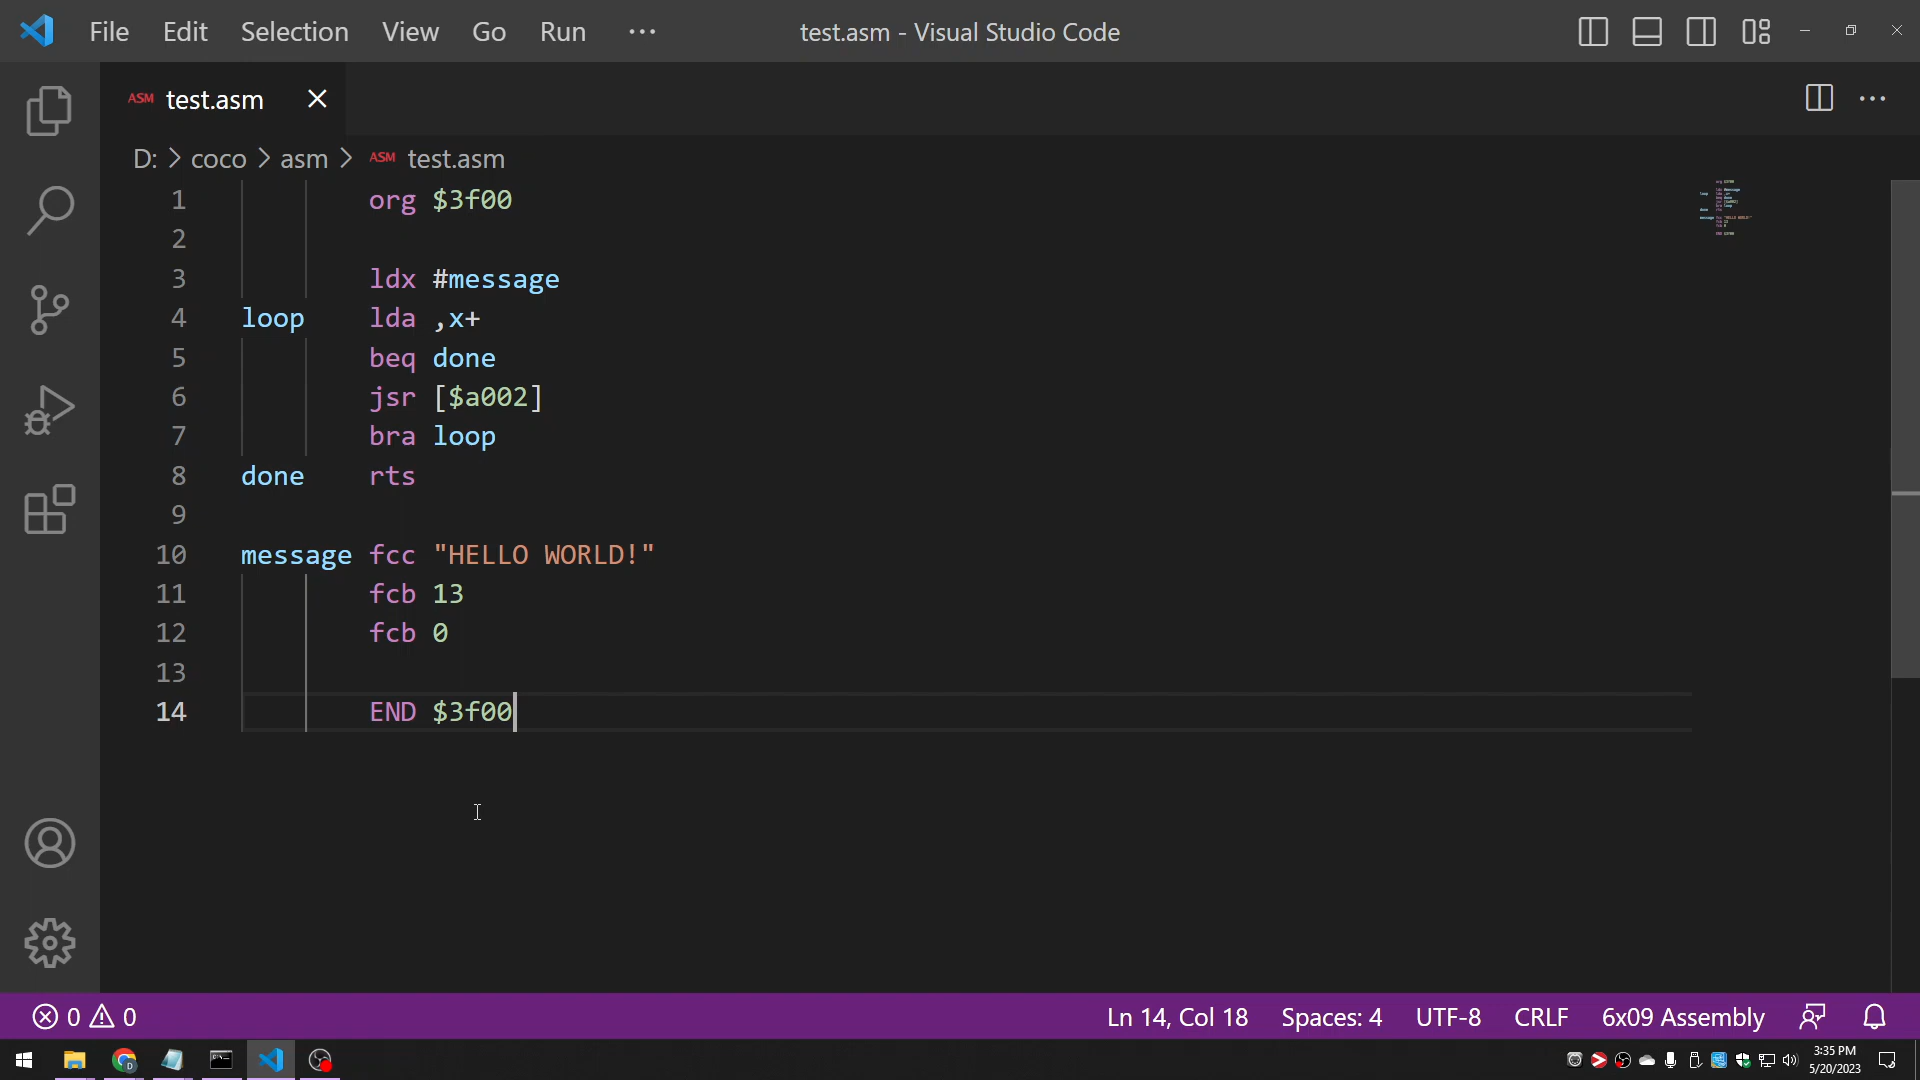 File Edit Selection View Go Run ··· test.asm - Visual Studio Code
ASM test.asm
D: > coco > asm > ASM test.asm
1 org $3f00
2
3 ldx #message
4 loop lda ,x+
5 beq done
6 jsr [$a002]
7 bra loop
8 done rts
9
10 message fcc "HELLO WORLD!"
11 fcb 13
12 fcb 0
13
14 END $3f00
0 0 Ln 14, Col 18 Spaces: 4 UTF-8 CRLF 6x09 Assembly
3:35 PM
5/20/2023